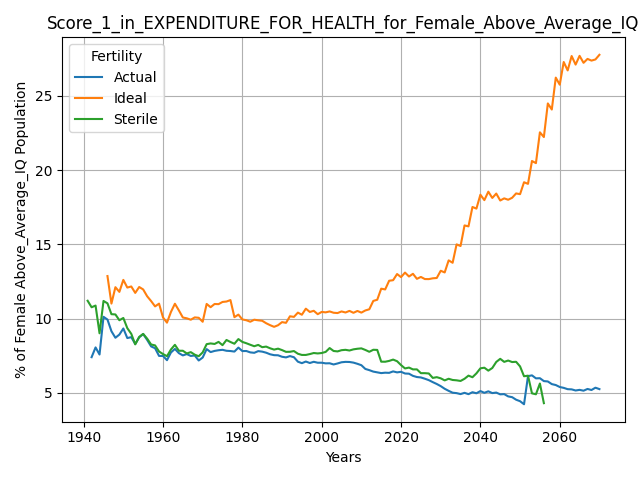 Score_1_in_EXPENDITURE_FOR_HEALTH_for_Female_Above_Average_IQ
Fertility
Actual
Ideal
Sterile
% of Female Above_Average_IQ Population
25
20
15
10
5
1940 1960 1980 2000 2020 2040 2060
Years